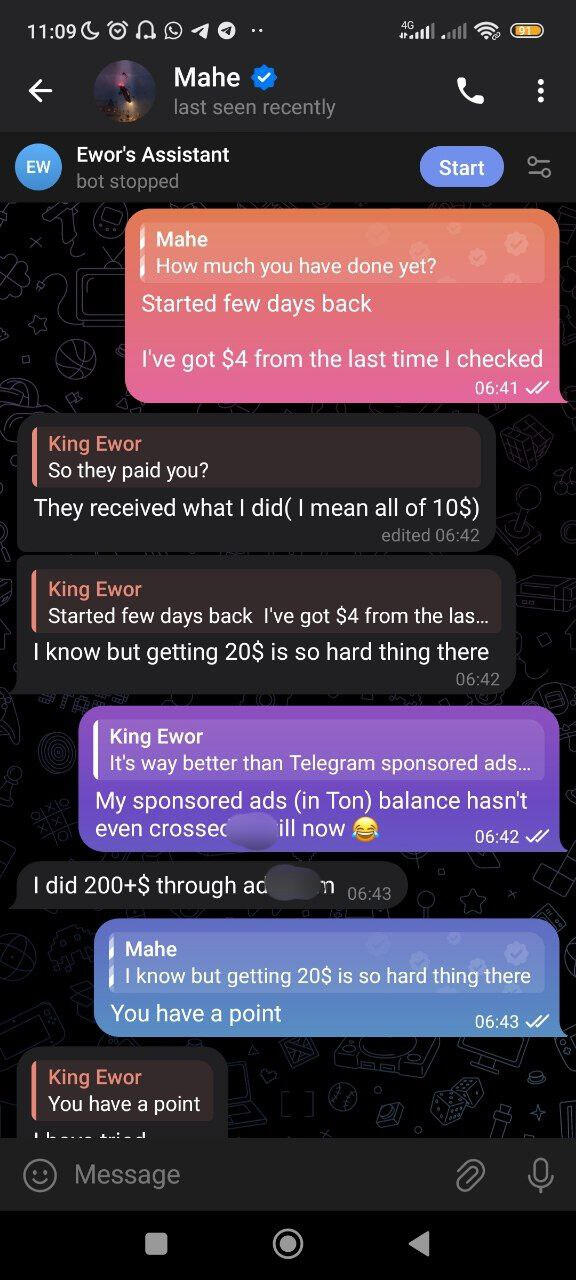 11:09
4G
91
Mahe
last seen recently
EW
Ewor's Assistant
bot stopped
Start
Mahe
How much you have done yet?
Started few days back
I've got $4 from the last time I checked
06:41
King Ewor
So they paid you?
They received what I did( I mean all of 10$)
edited 06:42
King Ewor
Started few days back I've got $4 from the las...
I know but getting 20$ is so hard thing there
06:42
King Ewor
It's way better than Telegram sponsored ads...
My sponsored ads (in Ton) balance hasn't
even crossed now 😂
06:42
I did 200+$ through
06:43
Mahe
I know but getting 20$ is so hard thing there
You have a point
06:43
King Ewor
You have a point
I have tried
Message